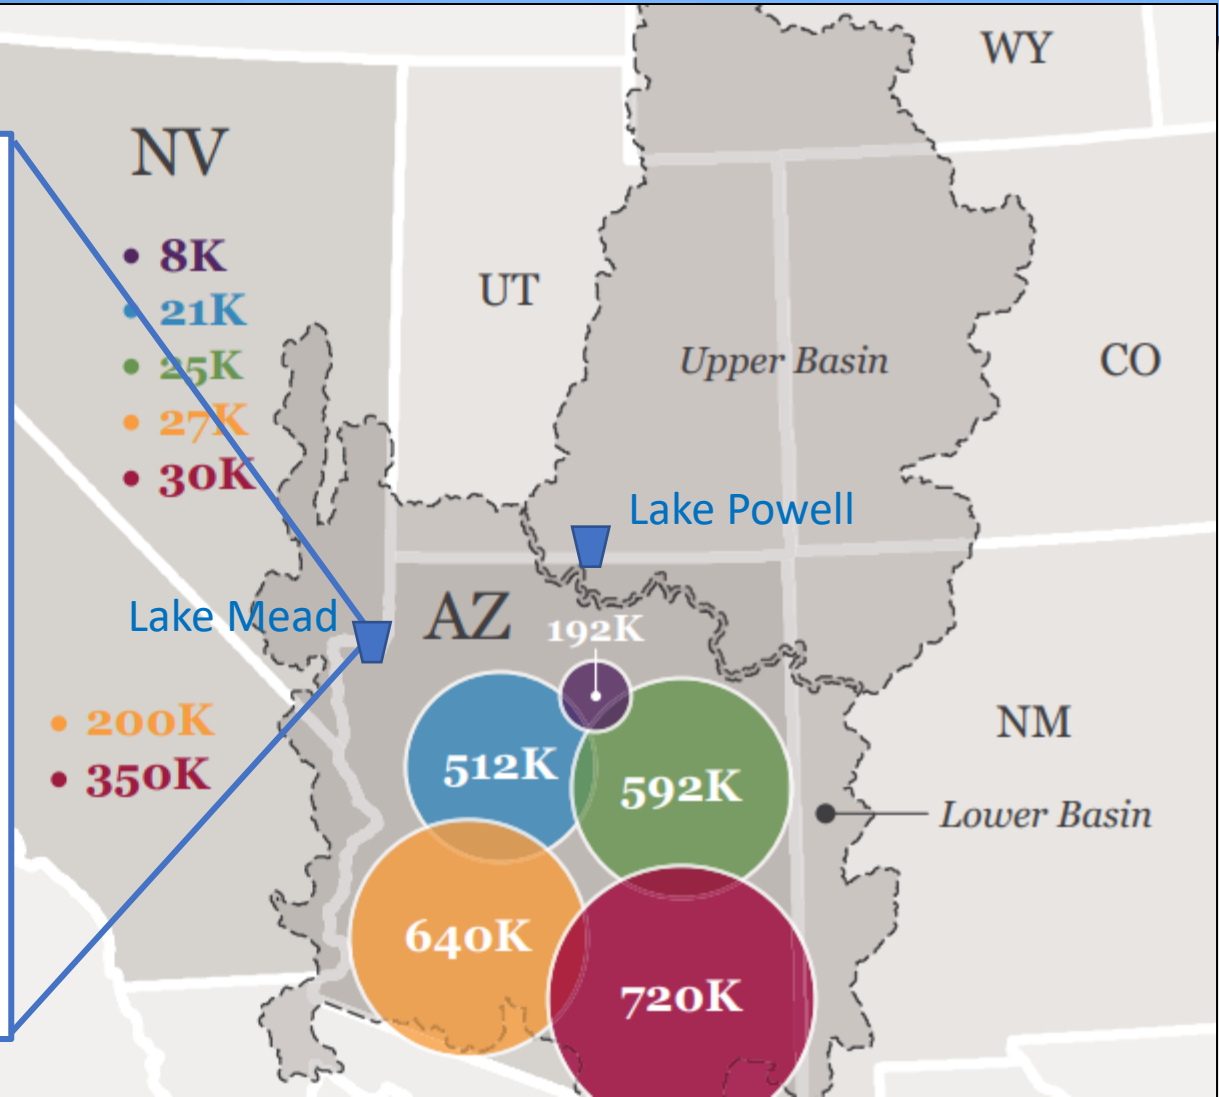 WY
NV
8K
UT
21K
Upper Basin
CO
25K
27K
30K
Lake Powell
Lake Mead
AZ
192K
200K
NM
512K
350K
592K
Lower Basin
640K
720K